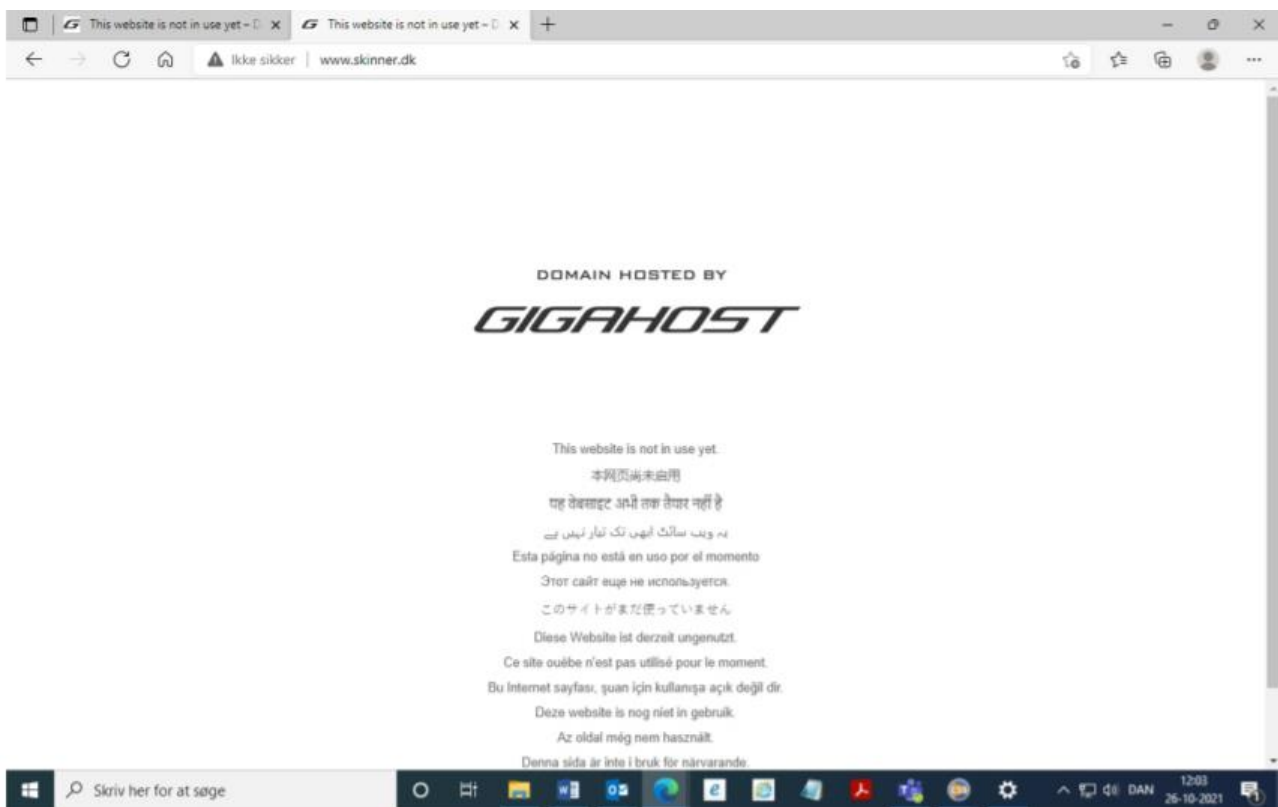 This website is not in use yet – D
This website is not in use yet – D
Ikke sikker
www.skinner.dk
DOMAIN HOSTED BY
GIGAHOST
This website is not in use yet.
本网页尚未启用
यह वेबसाइट अभी तक तैयार नहीं है
یہ ویب سائٹ ابھی تک تیار نہیں ہے
Esta página no está en uso por el momento
Этот сайт еще не используется.
このサイトがまだ使っていません
Diese Website ist derzeit ungenutzt.
Ce site ouèbe n'est pas utilisé pour le moment.
Bu Internet sayfası, şuan için kullanışa açık değil dir.
Deze website is nog niet in gebruik.
Az oldal még nem használt.
Denna sida är inte i bruk för närvarande.
Skriv her for at søge
DAN
12:03
26-10-2021